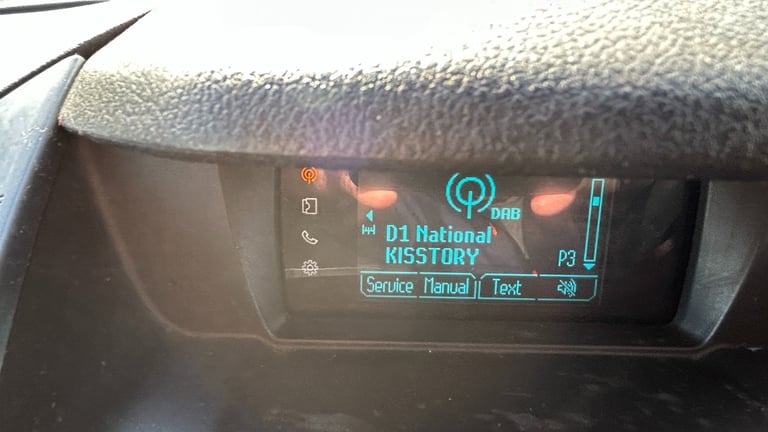 DAB
D1 National
KISSTORY
P3
Service Manual Text